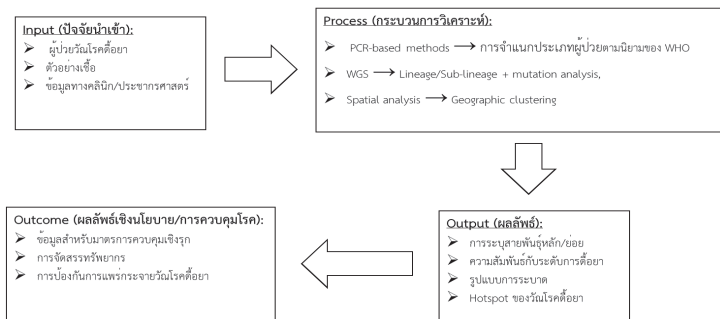 Input (ปัจจัยนำเข้า):
➢ ผู้ป่วยวัณโรคดื้อยา
➢ ตัวอย่างเชื้อ
➢ ข้อมูลทางคลินิก/ประชากรศาสตร์
Process (กระบวนการวิเคราะห์):
➢ PCR-based methods ⟶ การจำแนกประเภทผู้ป่วยตามนิยามของ WHO
➢ WGS ⟶ Lineage/Sub-lineage + mutation analysis,
➢ Spatial analysis ⟶ Geographic clustering
Output (ผลลัพธ์):
➢ การระบุสายพันธุ์หลัก/ย่อย
➢ ความสัมพันธ์กับระดับการดื้อยา
➢ รูปแบบการระบาด
➢ Hotspot ของวัณโรคดื้อยา
Outcome (ผลลัพธ์เชิงนโยบาย/การควบคุมโรค):
➢ ข้อมูลสำหรับมาตรการควบคุมเชิงรุก
➢ การจัดสรรทรัพยากร
➢ การป้องกันการแพร่กระจายวัณโรคดื้อยา